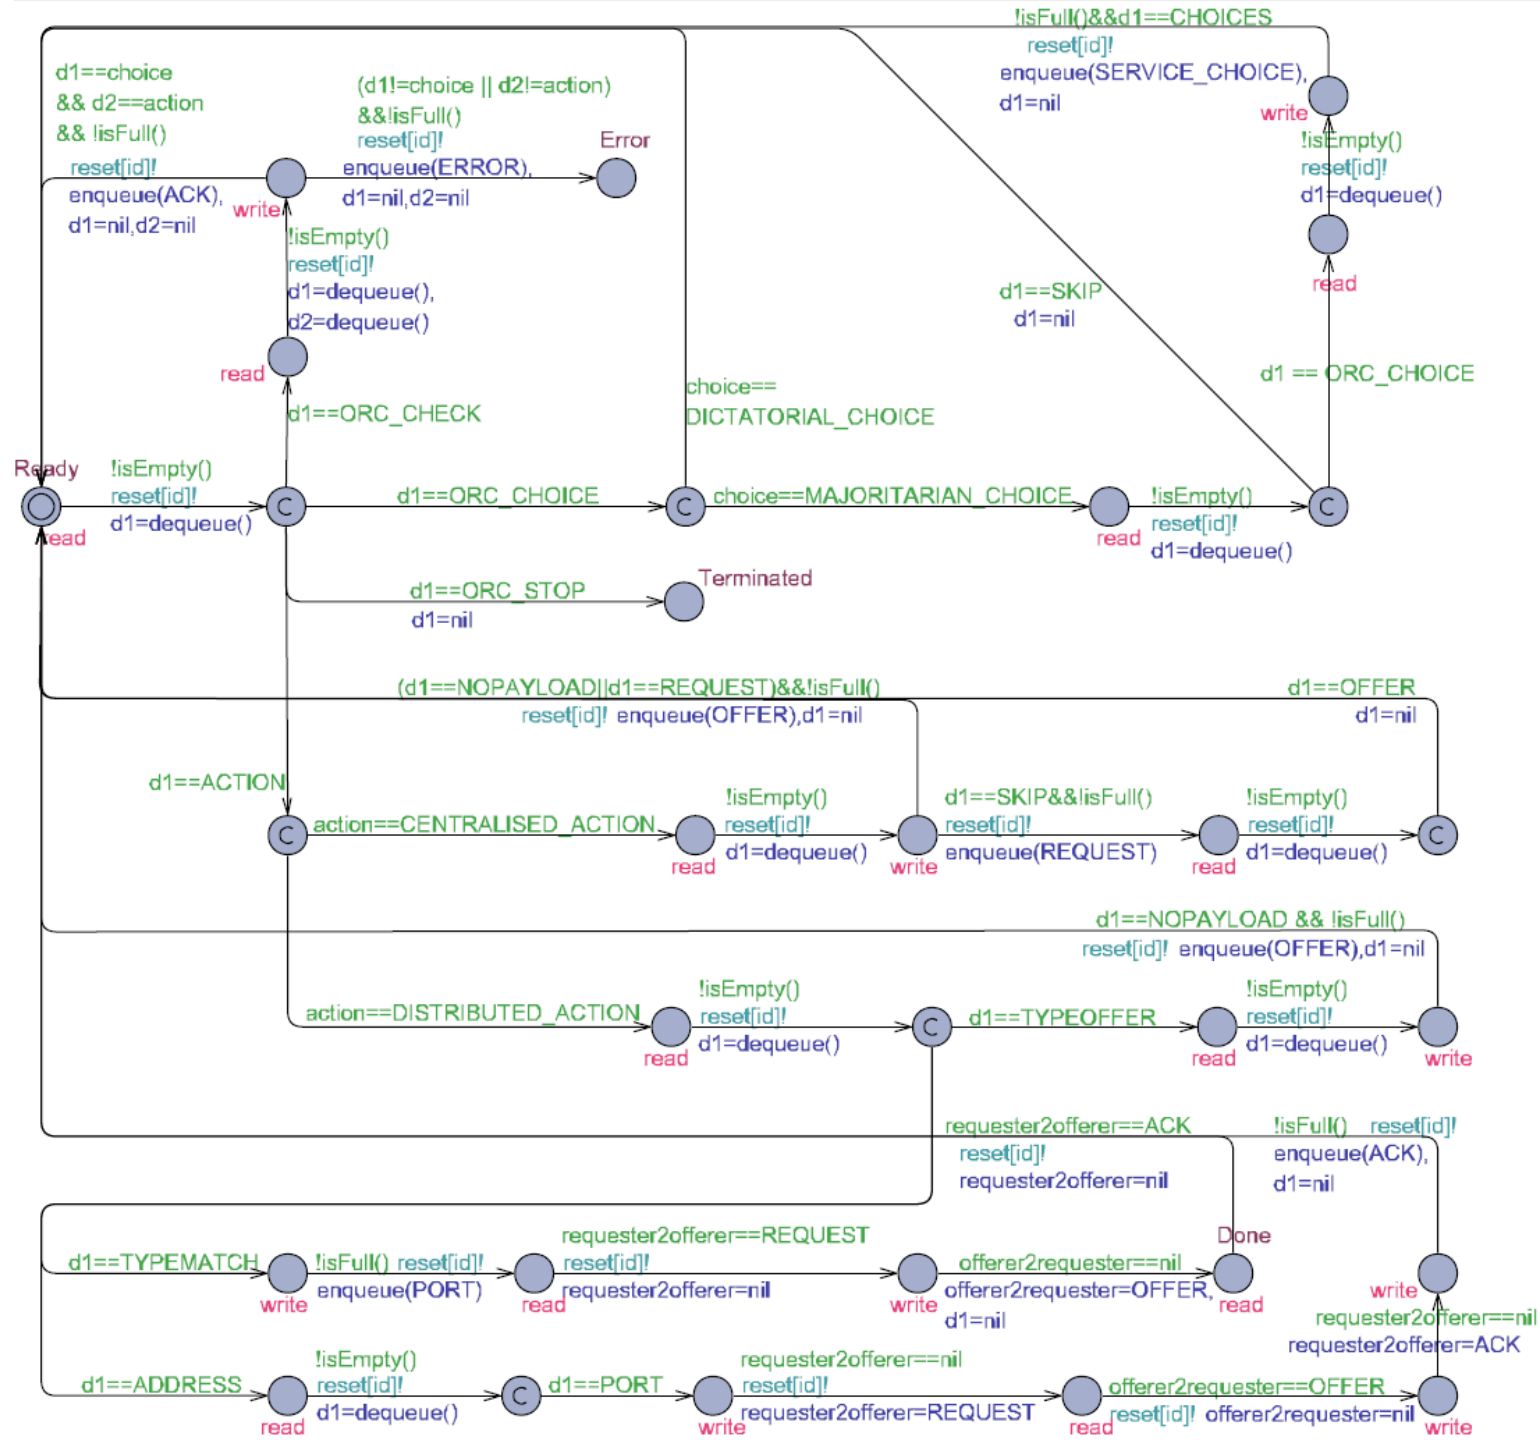 !isFull()&&d1==CHOICES
reset[id]!
enqueue(SERVICE_CHOICE),
d1=nil
write
d1==choice
&& d2==action
&& !isFull()
reset[id]!
enqueue(ACK),
d1=nil,d2=nil
(d1!=choice || d2!=action)
&&!isFull()
reset[id]!
enqueue(ERROR),
d1=nil,d2=nil
Error
write
!isEmpty()
reset[id]!
d1=dequeue(),
d2=dequeue()
read
d1==ORC_CHECK
!isEmpty()
reset[id]!
d1=dequeue()
read
d1==SKIP
d1=nil
d1 == ORC_CHOICE
choice==
DICTATORIAL_CHOICE
Ready
read
!isEmpty()
reset[id]!
d1=dequeue()
C
d1==ORC_CHOICE
C
choice==MAJORITARIAN_CHOICE
read
!isEmpty()
reset[id]!
d1=dequeue()
C
d1==ORC_STOP
d1=nil
Terminated
(d1==NOPAYLOAD||d1==REQUEST)&&!isFull()
reset[id]! enqueue(OFFER),d1=nil
d1==OFFER
d1=nil
d1==ACTION
C
action==CENTRALISED_ACTION
read
!isEmpty()
reset[id]!
d1=dequeue()
write
d1==SKIP&&!isFull()
reset[id]!
enqueue(REQUEST)
read
!isEmpty()
reset[id]!
d1=dequeue()
C
d1==NOPAYLOAD && !isFull()
reset[id]! enqueue(OFFER),d1=nil
action==DISTRIBUTED_ACTION
read
!isEmpty()
reset[id]!
d1=dequeue()
C
d1==TYPEOFFER
read
!isEmpty()
reset[id]!
d1=dequeue()
write
requester2offerer==ACK
reset[id]!
requester2offerer=nil
!isFull() reset[id]!
enqueue(ACK),
d1=nil
d1==TYPEMATCH
write
!isFull() reset[id]!
enqueue(PORT)
read
requester2offerer==REQUEST
reset[id]!
requester2offerer=nil
write
offerer2requester==nil
offerer2requester=OFFER,
d1=nil
Done
read
write
requester2offerer==nil
requester2offerer=ACK
d1==ADDRESS
read
!isEmpty()
reset[id]!
d1=dequeue()
C
d1==PORT
write
requester2offerer==nil
reset[id]!
requester2offerer=REQUEST
read
offerer2requester==OFFER
reset[id]! offerer2requester=nil
write